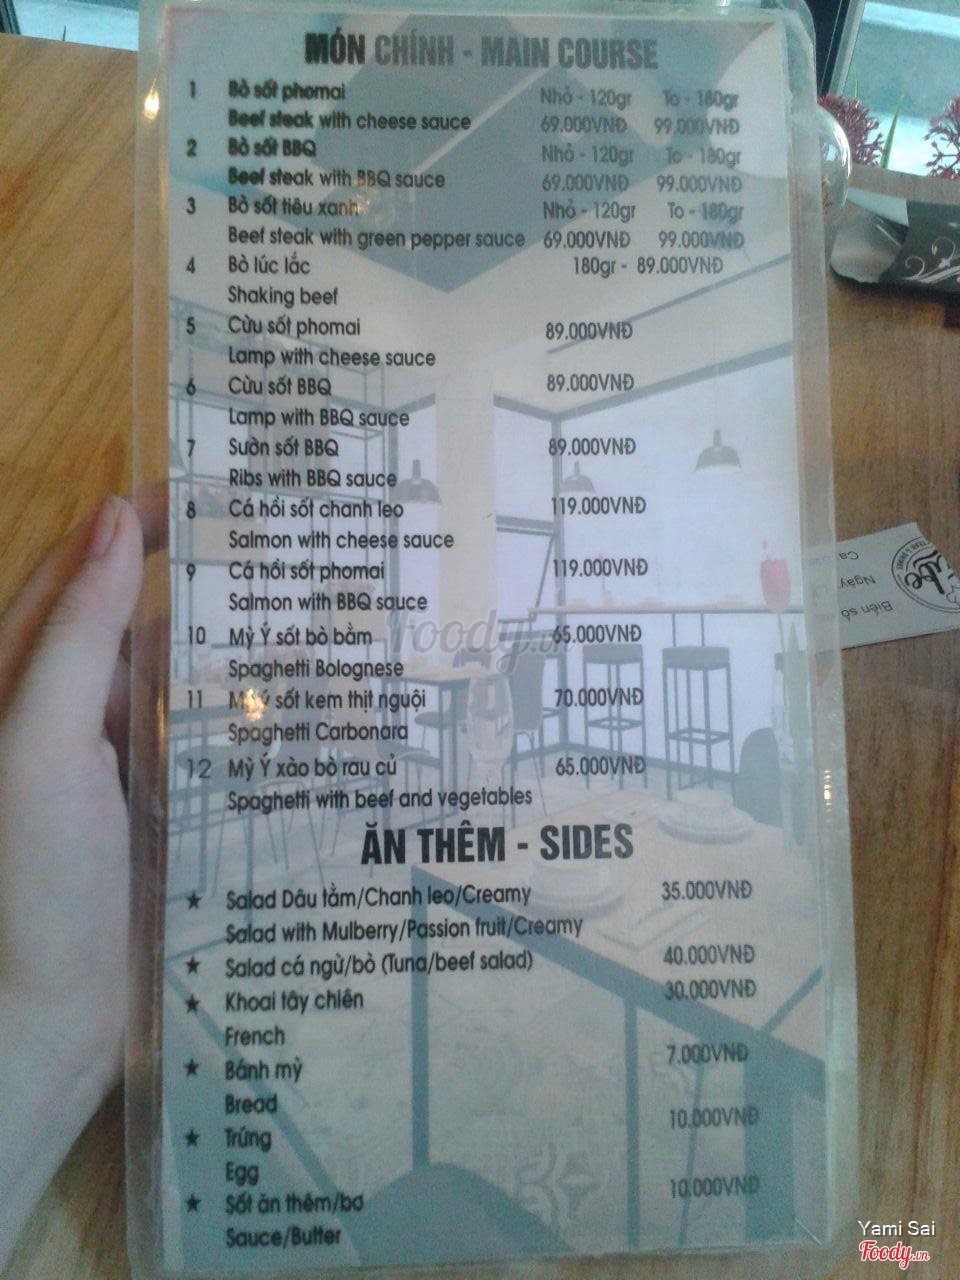 MÓN CHÍNH - MAIN COURSE
1 Bò sốt phomai Nhỏ - 120gr To - 180gr
Beef steak with cheese sauce 69.000VNĐ 99.000VNĐ
2 Bò sốt BBQ Nhỏ - 120gr To - 180gr
Beef steak with BBQ sauce 69.000VNĐ 99.000VNĐ
3 Bò sốt tiêu xanh Nhỏ - 120gr To - 180gr
Beef steak with green pepper sauce 69.000VNĐ 99.000VNĐ
4 Bò lúc lắc 180gr - 89.000VNĐ
Shaking beef
5 Cừu sốt phomai 89.000VNĐ
Lamp with cheese sauce
6 Cừu sốt BBQ 89.000VNĐ
Lamp with BBQ sauce
7 Sườn sốt BBQ 89.000VNĐ
Ribs with BBQ sauce
8 Cá hồi sốt chanh leo 119.000VNĐ
Salmon with cheese sauce
9 Cá hồi sốt phomai 119.000VNĐ
Salmon with BBQ sauce
10 Mỳ Ý sốt bò bằm 65.000VNĐ
Spaghetti Bolognese
11 Mỳ Ý sốt kem thịt nguội 70.000VNĐ
Spaghetti Carbonara
12 Mỳ Ý xào bò rau củ 65.000VNĐ
Spaghetti with beef and vegetables
ĂN THÊM - SIDES
★ Salad Dâu tằm/Chanh leo/Creamy 35.000VNĐ
Salad with Mulberry/Passion fruit/Creamy
★ Salad cá ngừ/bò (Tuna/beef salad) 40.000VNĐ
★ Khoai tây chiên 30.000VNĐ
French
★ Bánh mỳ 7.000VNĐ
Bread
★ Trứng 10.000VNĐ
Egg
★ Sốt ăn thêm/bơ 10.000VNĐ
Sauce/Butter
Foody.vn
Biển số
Ngày
Yami Sai
Foody.vn